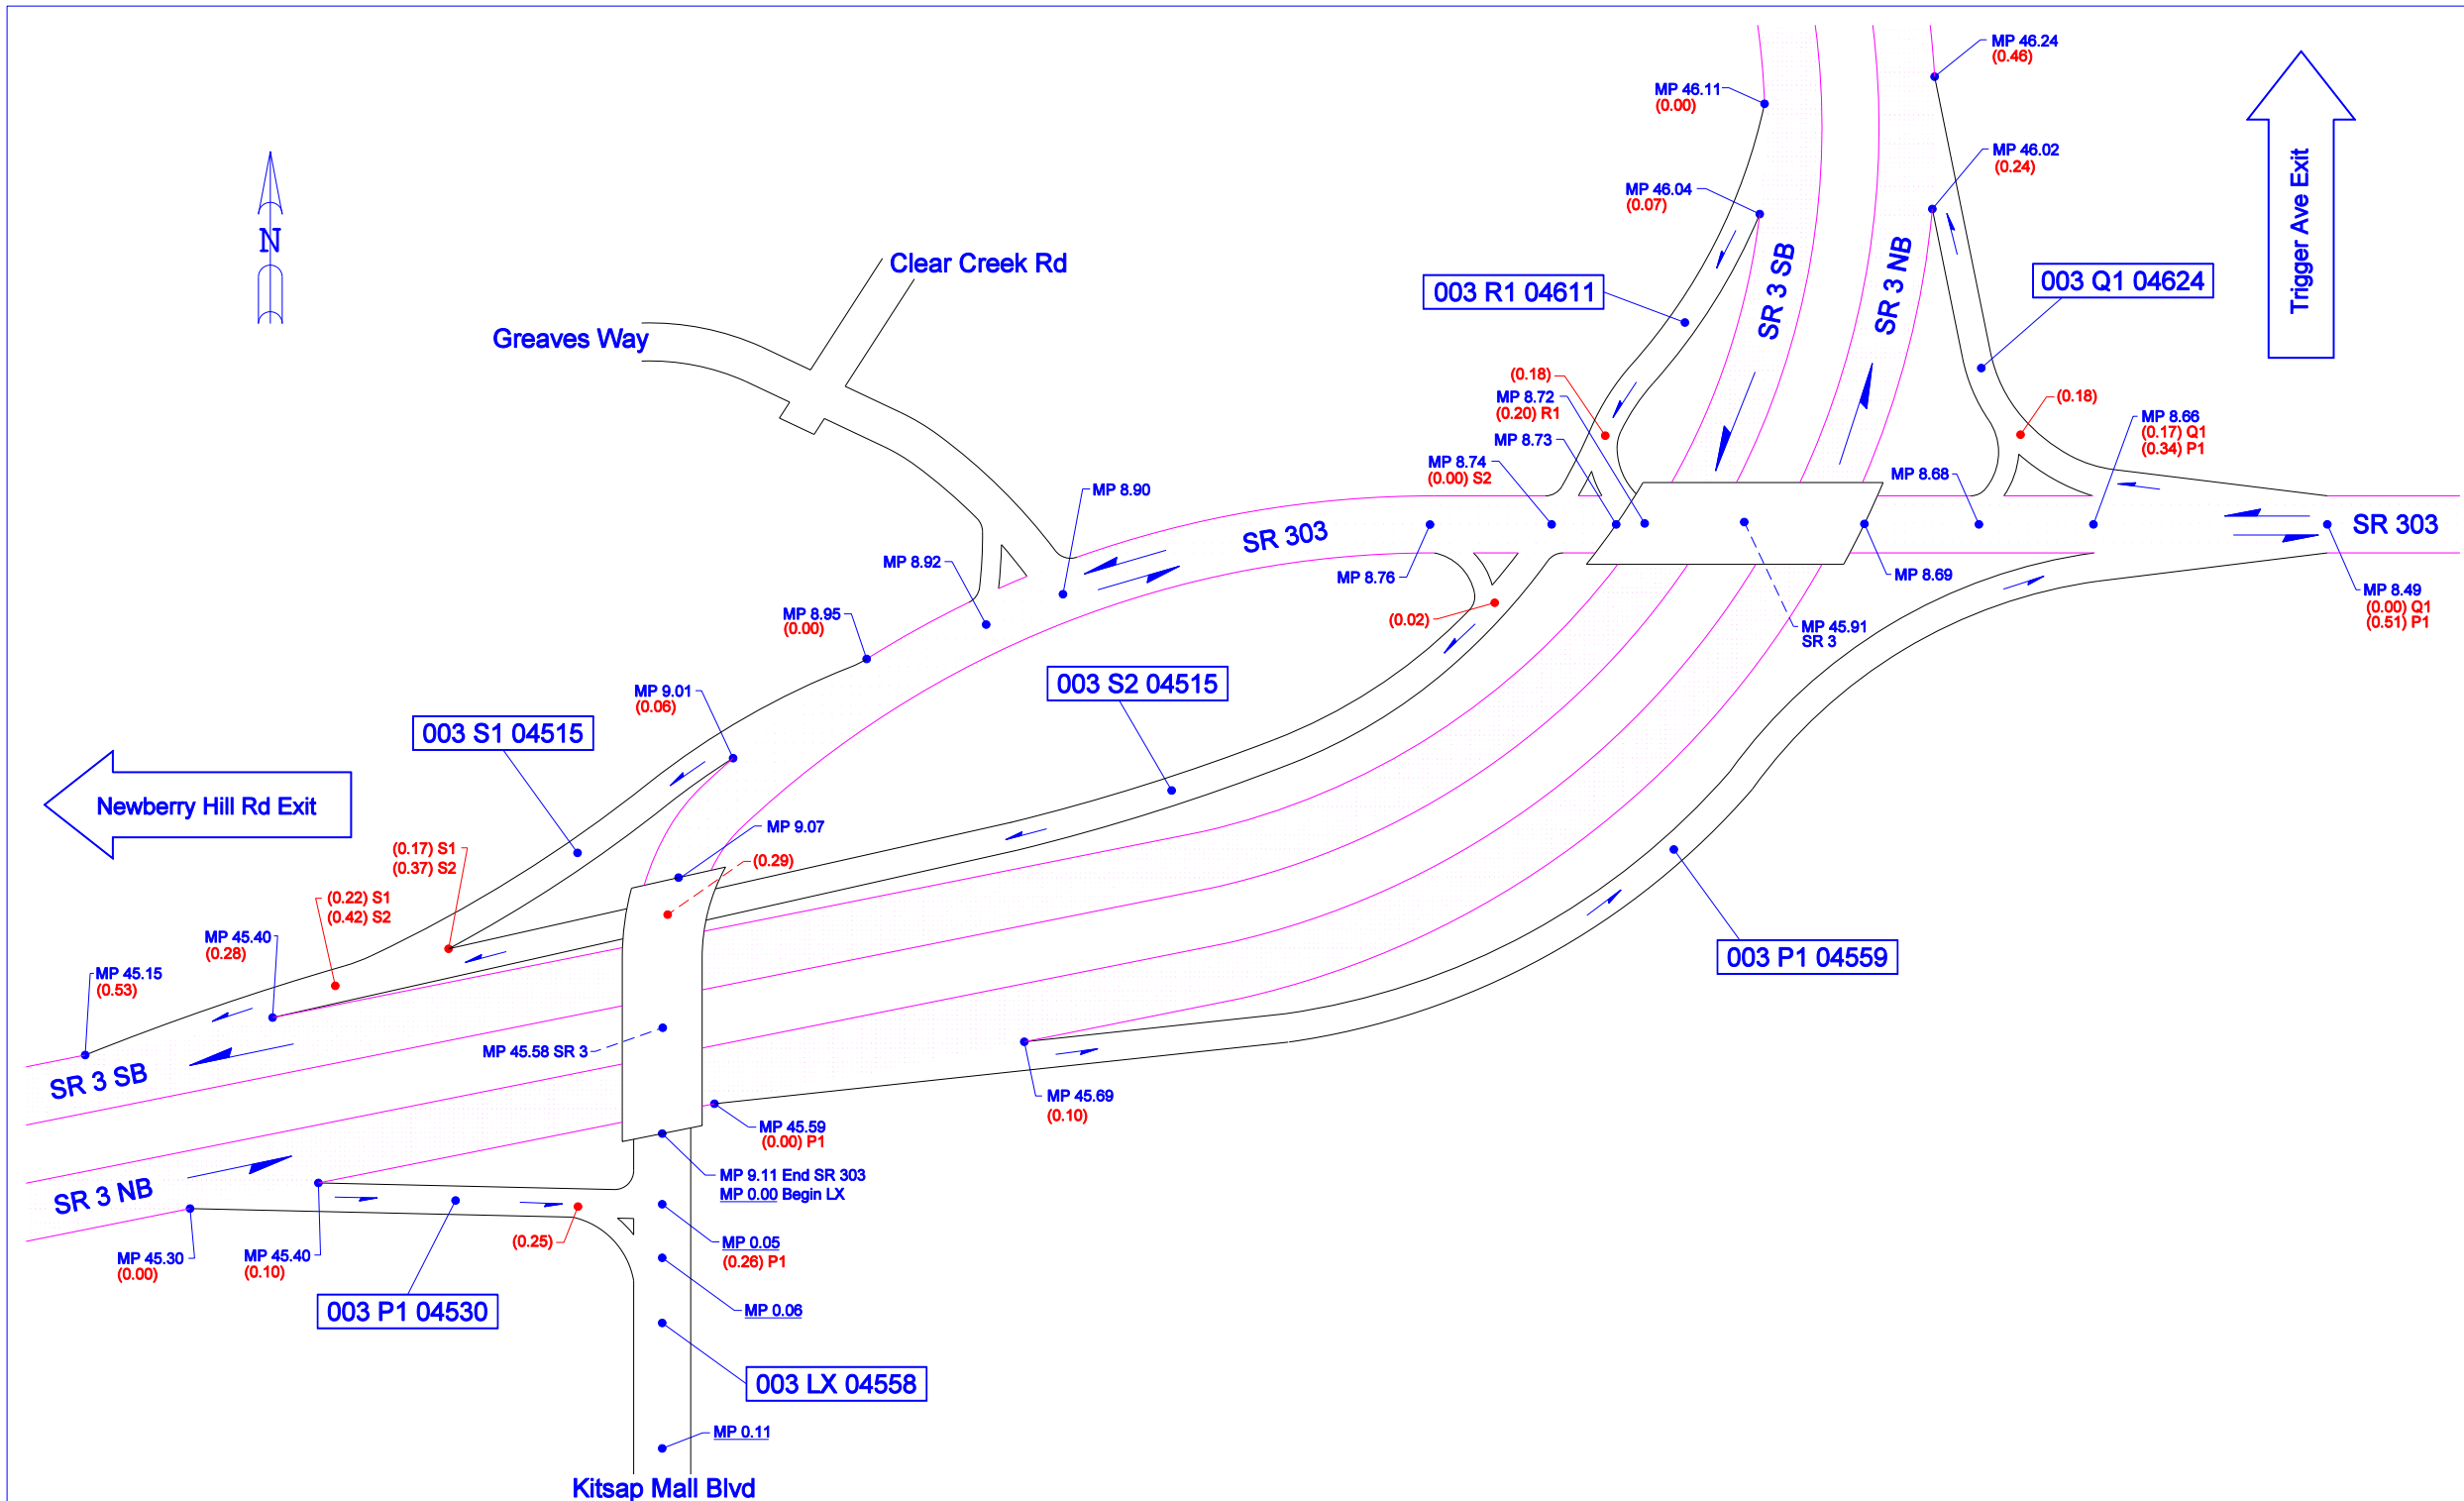 MP 46.24
(0.46)
MP 46.11
(0.00)
MP 46.02
(0.24)
MP 46.04
(0.07)
Trigger Ave Exit
N
Clear Creek Rd
Greaves Way
003 R1 04611
SR 3 SB
SR 3 NB
003 Q1 04624
(0.18)
MP 8.72
(0.20) R1
MP 8.73
MP 8.74
(0.00) S2
(0.18)
MP 8.66
(0.17) Q1
(0.34) P1
MP 8.68
MP 8.90
SR 303
SR 303
MP 8.92
MP 8.76
MP 8.69
MP 8.49
(0.00) Q1
(0.51) P1
MP 8.95
(0.00)
(0.02)
MP 45.91
SR 3
MP 9.01
(0.06)
003 S2 04515
003 S1 04515
Newberry Hill Rd Exit
MP 9.07
(0.29)
(0.17) S1
(0.37) S2
(0.22) S1
(0.42) S2
MP 45.40
(0.28)
MP 45.15
(0.53)
003 P1 04559
MP 45.58 SR 3
SR 3 SB
MP 45.69
(0.10)
MP 45.59
(0.00) P1
MP 9.11 End SR 303
MP 0.00 Begin LX
SR 3 NB
MP 45.30
(0.00)
MP 45.40
(0.10)
(0.25)
MP 0.05
(0.26) P1
003 P1 04530
MP 0.06
003 LX 04558
MP 0.11
Kitsap Mall Blvd